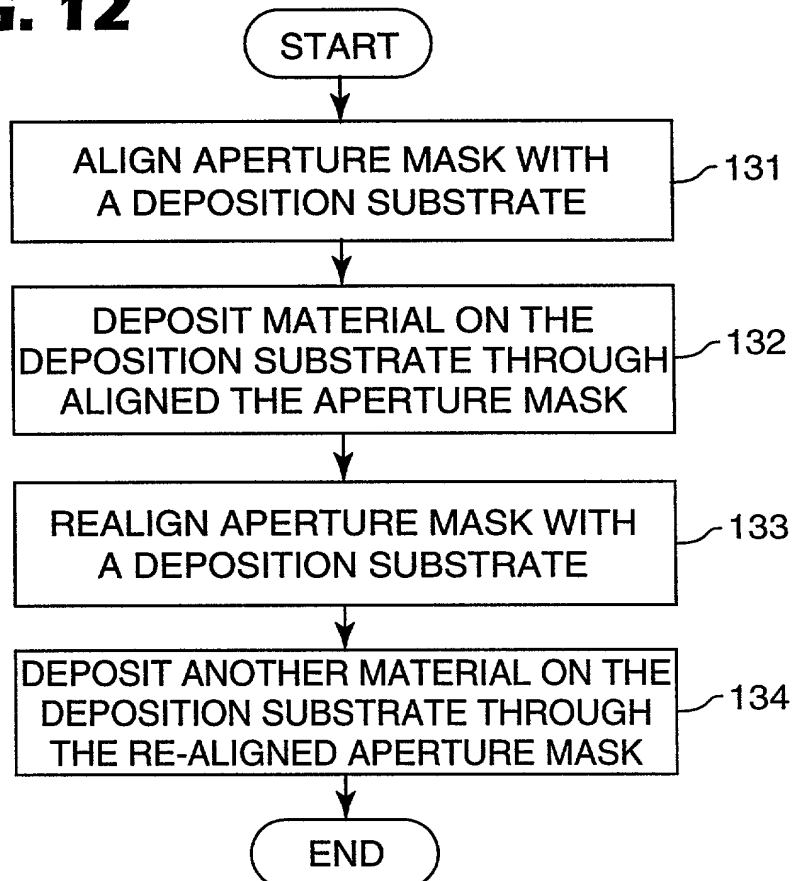 G. 12
START
ALIGN APERTURE MASK WITH
A DEPOSITION SUBSTRATE
131
DEPOSIT MATERIAL ON THE
DEPOSITION SUBSTRATE THROUGH
ALIGNED THE APERTURE MASK
132
REALIGN APERTURE MASK WITH
A DEPOSITION SUBSTRATE
133
DEPOSIT ANOTHER MATERIAL ON THE
DEPOSITION SUBSTRATE THROUGH
THE RE-ALIGNED APERTURE MASK
134
END